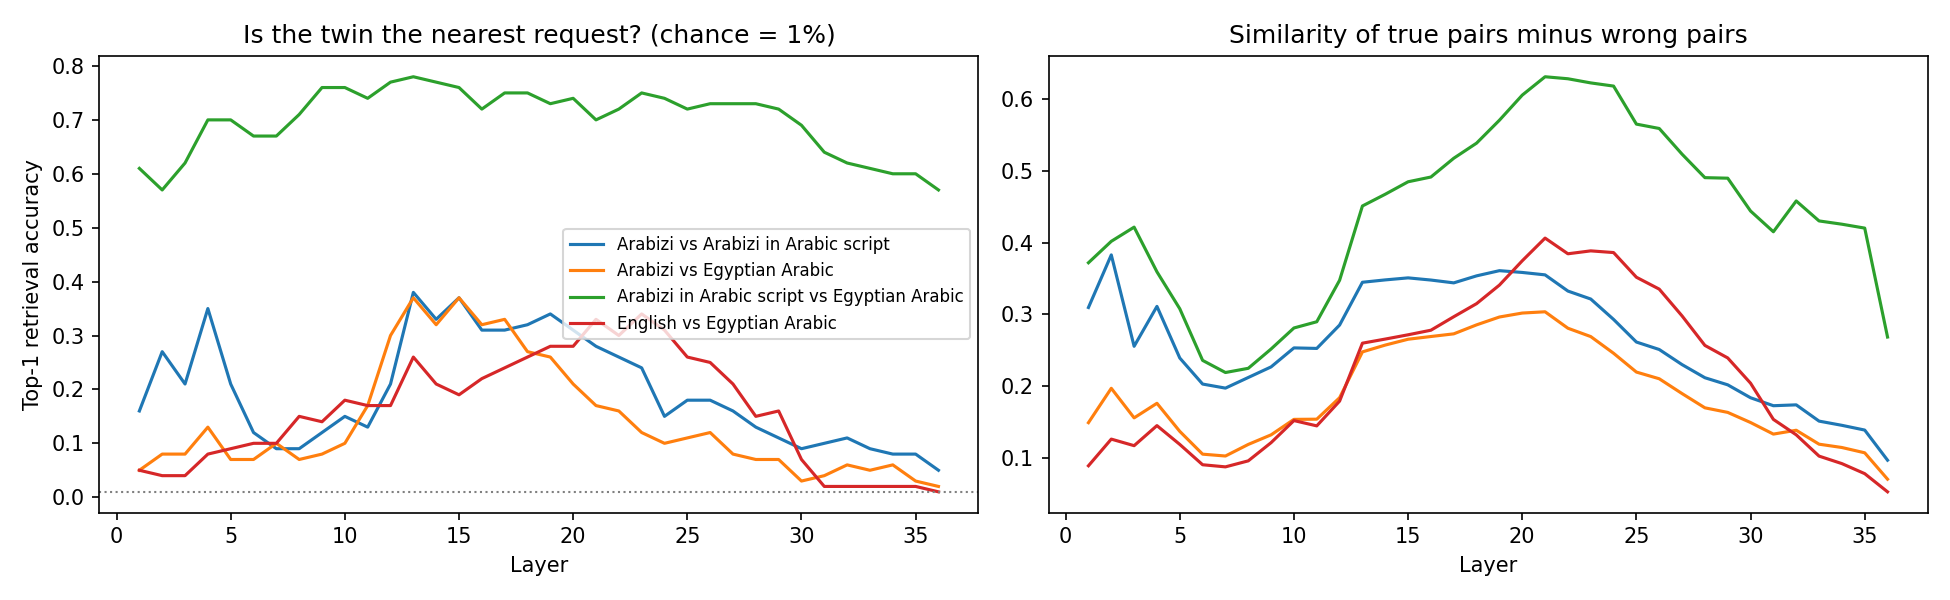 Is the twin the nearest request? (chance = 1%)
Top-1 retrieval accuracy
0.8
0.7
0.6
0.5
0.4
0.3
0.2
0.1
0.0
Arabizi vs Arabizi in Arabic script
Arabizi vs Egyptian Arabic
Arabizi in Arabic script vs Egyptian Arabic
English vs Egyptian Arabic
0 5 10 15 20 25 30 35
Layer
Similarity of true pairs minus wrong pairs
0.6
0.5
0.4
0.3
0.2
0.1
0 5 10 15 20 25 30 35
Layer